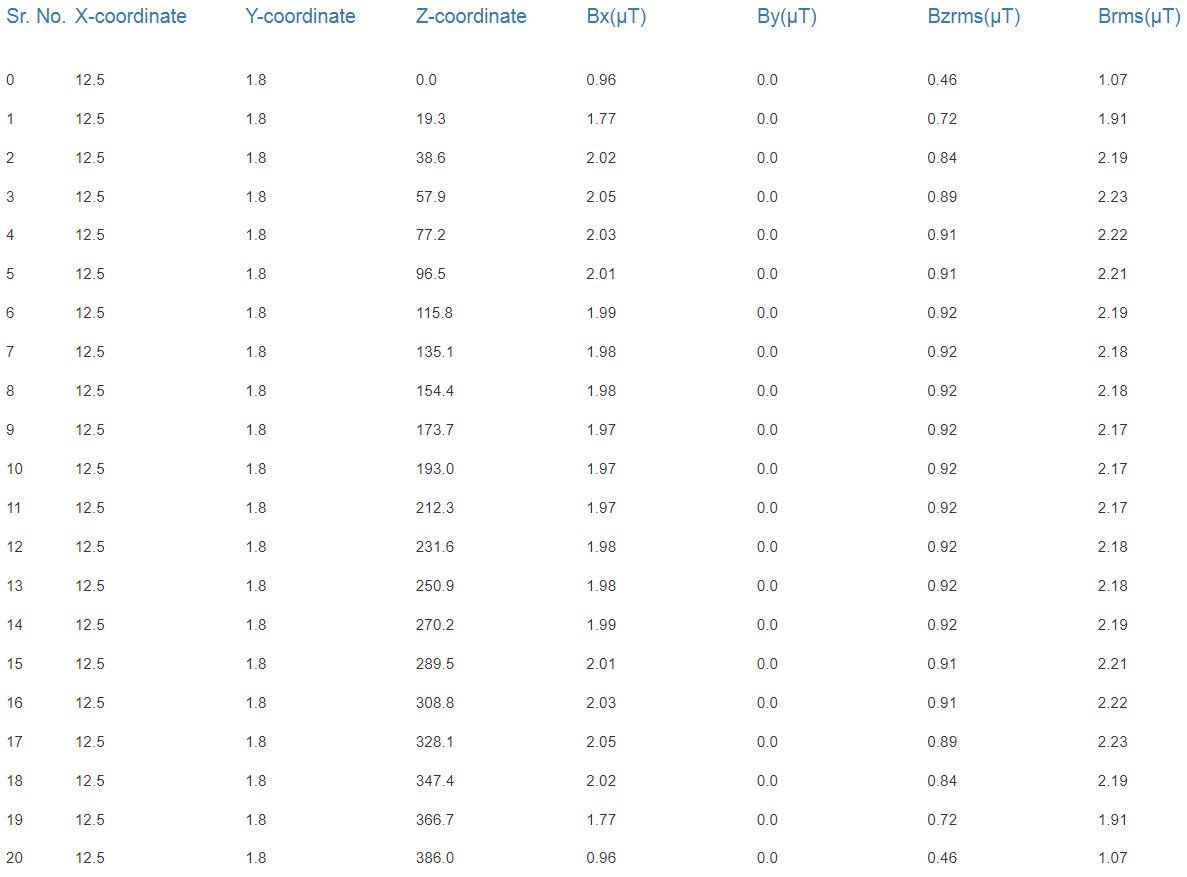 Sr. No. X-coordinate Y-coordinate Z-coordinate Bx(μT) By(μT) Bzrms(μT) Brms(μT)
0 12.5 1.8 0.0 0.96 0.0 0.46 1.07
1 12.5 1.8 19.3 1.77 0.0 0.72 1.91
2 12.5 1.8 38.6 2.02 0.0 0.84 2.19
3 12.5 1.8 57.9 2.05 0.0 0.89 2.23
4 12.5 1.8 77.2 2.03 0.0 0.91 2.22
5 12.5 1.8 96.5 2.01 0.0 0.91 2.21
6 12.5 1.8 115.8 1.99 0.0 0.92 2.19
7 12.5 1.8 135.1 1.98 0.0 0.92 2.18
8 12.5 1.8 154.4 1.98 0.0 0.92 2.18
9 12.5 1.8 173.7 1.97 0.0 0.92 2.17
10 12.5 1.8 193.0 1.97 0.0 0.92 2.17
11 12.5 1.8 212.3 1.97 0.0 0.92 2.17
12 12.5 1.8 231.6 1.98 0.0 0.92 2.18
13 12.5 1.8 250.9 1.98 0.0 0.92 2.18
14 12.5 1.8 270.2 1.99 0.0 0.92 2.19
15 12.5 1.8 289.5 2.01 0.0 0.91 2.21
16 12.5 1.8 308.8 2.03 0.0 0.91 2.22
17 12.5 1.8 328.1 2.05 0.0 0.89 2.23
18 12.5 1.8 347.4 2.02 0.0 0.84 2.19
19 12.5 1.8 366.7 1.77 0.0 0.72 1.91
20 12.5 1.8 386.0 0.96 0.0 0.46 1.07